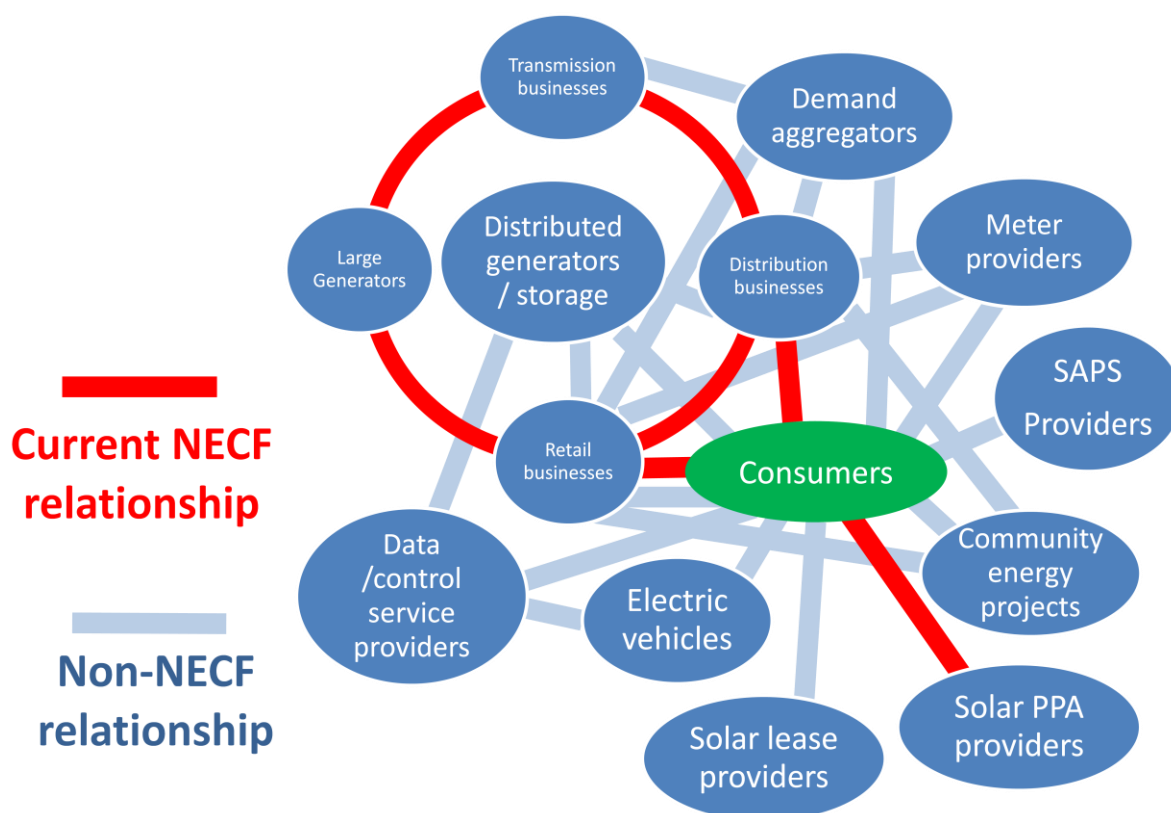 Transmission
businesses
Demand
aggregators
Large
Generators
Distributed
generators
/ storage
Distribution
businesses
Meter
providers
SAPS
Providers
Current NECF
relationship
Retail
businesses
Consumers
Data
/control
service
providers
Electric
vehicles
Community
energy
projects
Non-NECF
relationship
Solar lease
providers
Solar PPA
providers